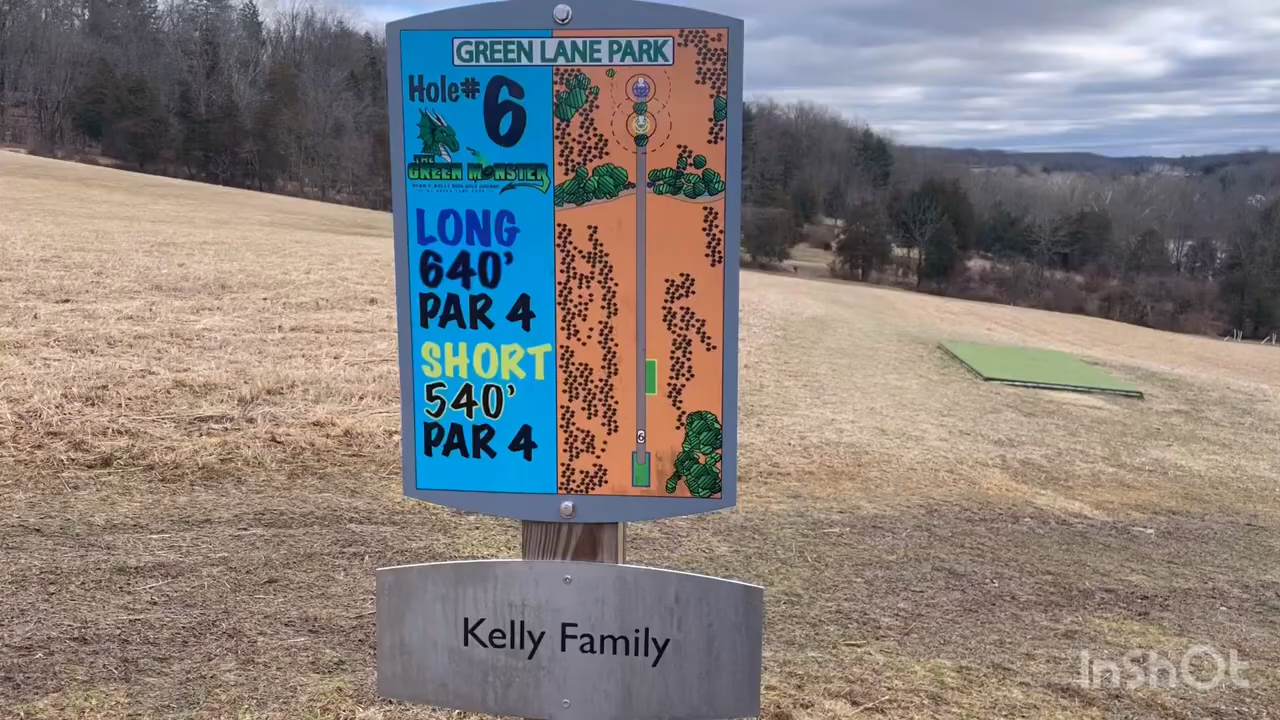 GREEN LANE PARK
Hole# 6
THE
GREEN MONSTER
LONG
640'
PAR 4
SHORT
540'
PAR 4
6
Kelly Family
InShOt